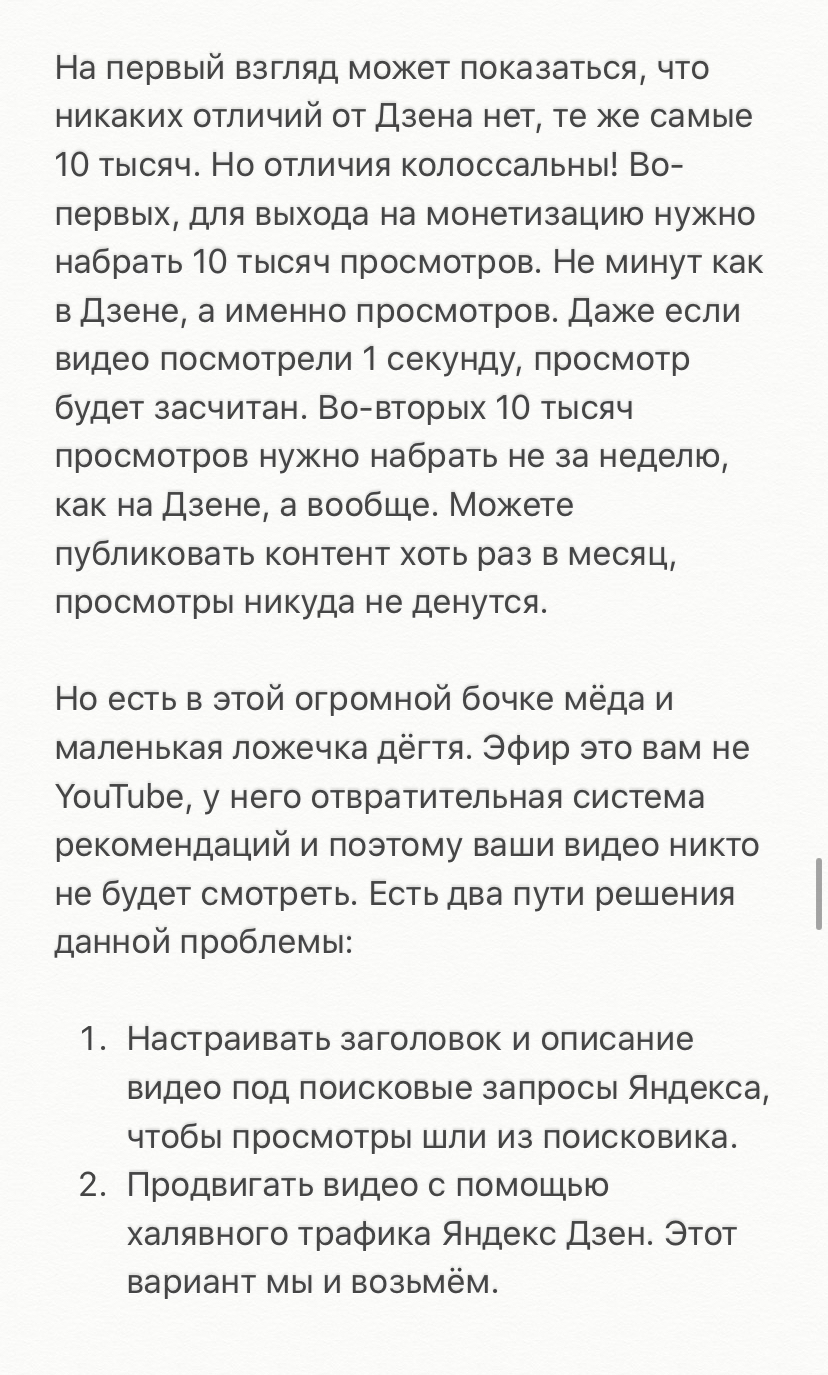 На первый взгляд может показаться, что
никаких отличий от Дзена нет, те же самые
10 тысяч. Но отличия колоссальны! Во-
первых, для выхода на монетизацию нужно
набрать 10 тысяч просмотров. Не минут как
в Дзене, а именно просмотров. Даже если
видео посмотрели 1 секунду, просмотр
будет засчитан. Во-вторых 10 тысяч
просмотров нужно набрать не за неделю,
как на Дзене, а вообще. Можете
публиковать контент хоть раз в месяц,
просмотры никуда не денутся.
Но есть в этой огромной бочке мёда и
маленькая ложечка дёгтя. Эфир это вам не
YouTube, у него отвратительная система
рекомендаций и поэтому ваши видео никто
не будет смотреть. Есть два пути решения
данной проблемы:
1. Настраивать заголовок и описание
видео под поисковые запросы Яндекса,
чтобы просмотры шли из поисковика.
2. Продвигать видео с помощью
халявного трафика Яндекс Дзен. Этот
вариант мы и возьмём.